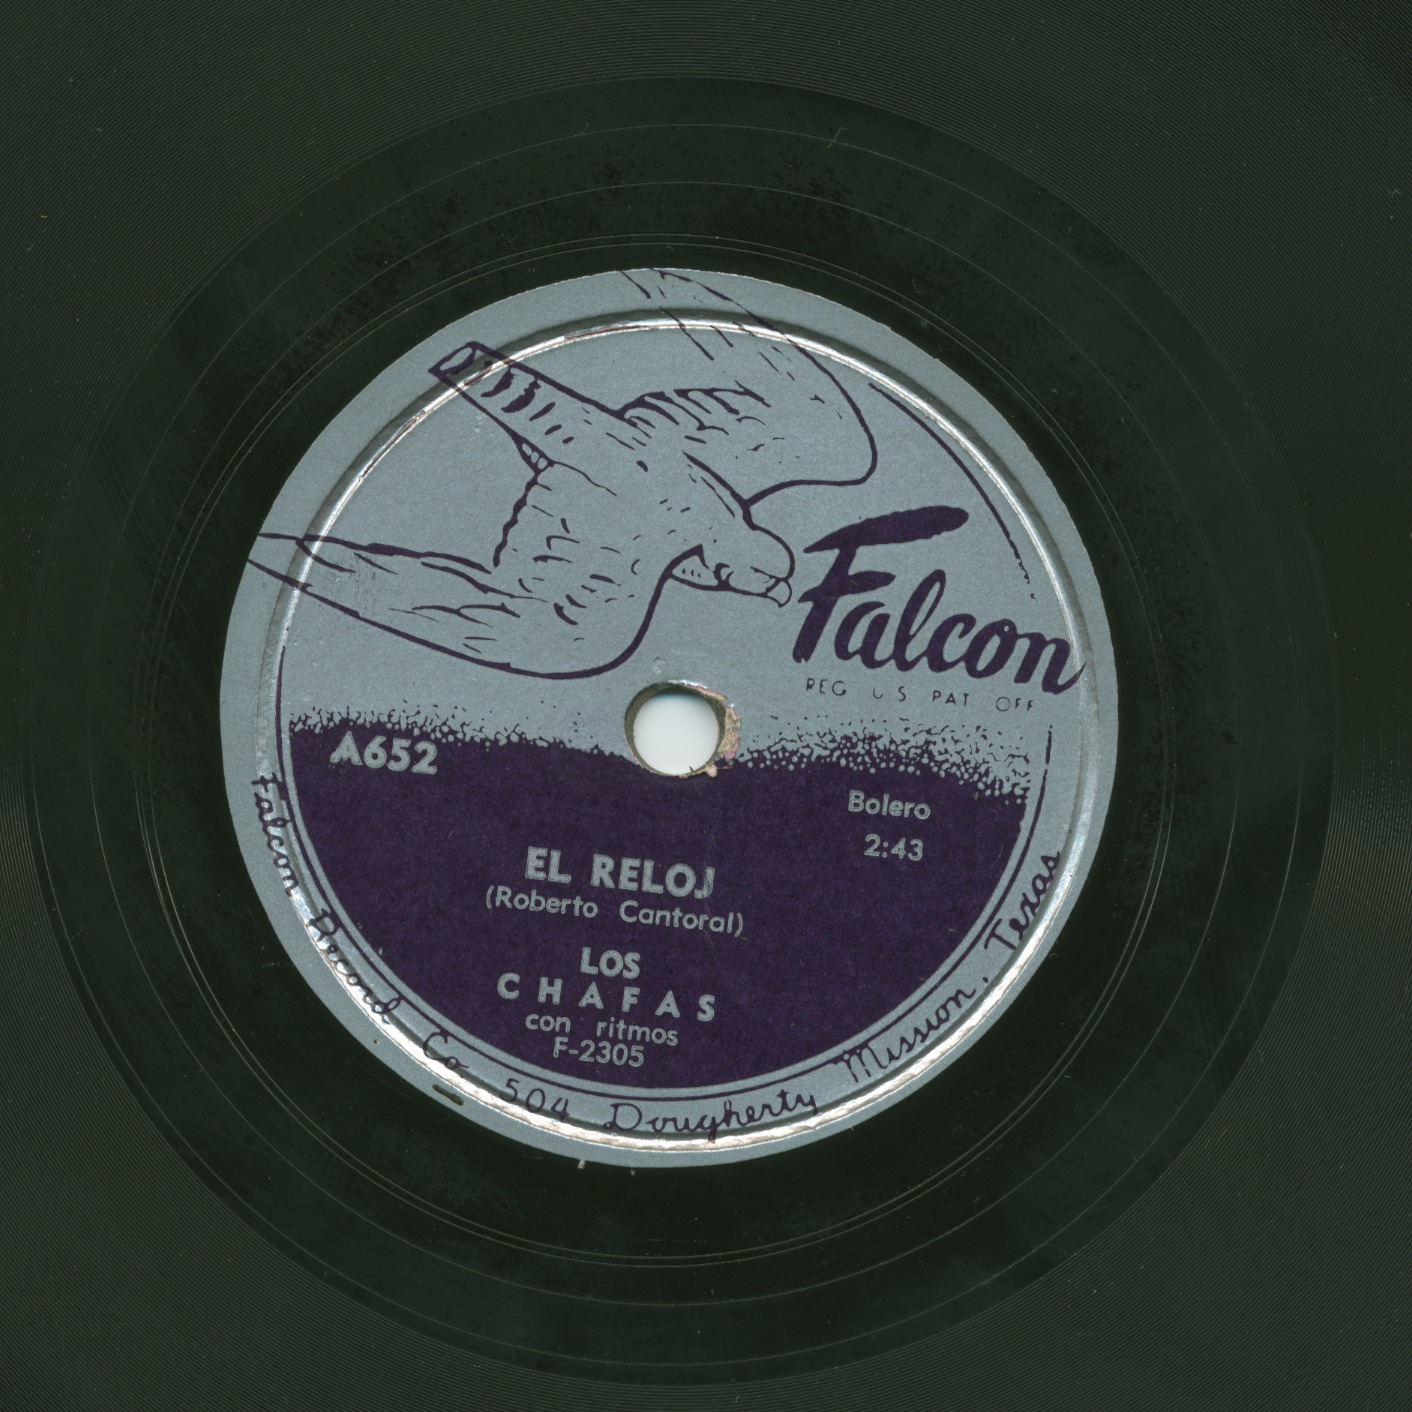 Falcon
REG U S PAT OFF
A652
Bolero
2:43
EL RELOJ
(Roberto Cantoral)
LOS
CHAFAS
con ritmos
F-2305
Falcon Record Co 504 Dougherty Mission, Texas